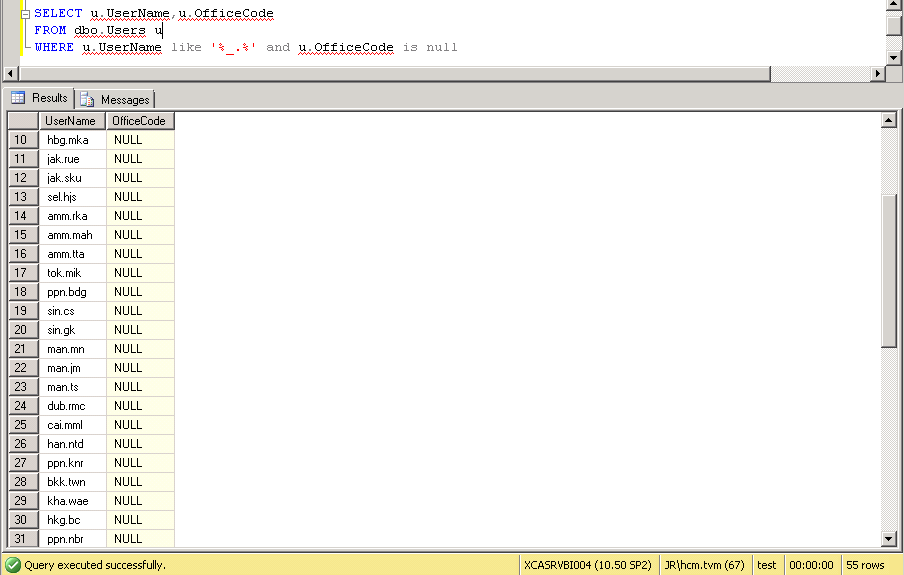 SELECT u.UserName,u.OfficeCode
FROM dbo.Users u
WHERE u.UserName like '%_.%' and u.OfficeCode is null
Results Messages
UserName OfficeCode
10 hbg.mka NULL
11 jak.rue NULL
12 jak.sku NULL
13 sel.hjs NULL
14 amm.rka NULL
15 amm.mah NULL
16 amm.tta NULL
17 tok.mik NULL
18 ppn.bdg NULL
19 sin.cs NULL
20 sin.gk NULL
21 man.mn NULL
22 man.jm NULL
23 man.ts NULL
24 dub.rmc NULL
25 cai.mml NULL
26 han.ntd NULL
27 ppn.knr NULL
28 bkk.twn NULL
29 kha.wae NULL
30 hkg.bc NULL
31 ppn.nbr NULL
Query executed successfully. XCASRVBI004 (10.50 SP2) JR\hcm.tvm (67) test 00:00:00 55 rows